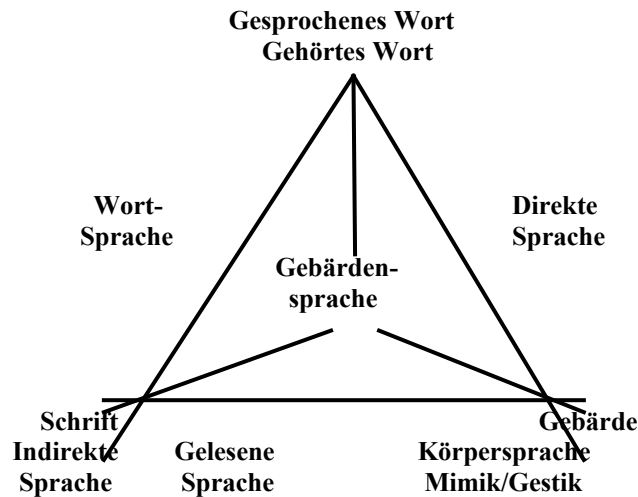 Gesprochenes Wort
Gehörtes Wort
Wort-
Sprache
Direkte
Sprache
Gebärden-
sprache
Schrift
Indirekte
Sprache
Gelesene
Sprache
Gebärde
Körpersprache
Mimik/Gestik